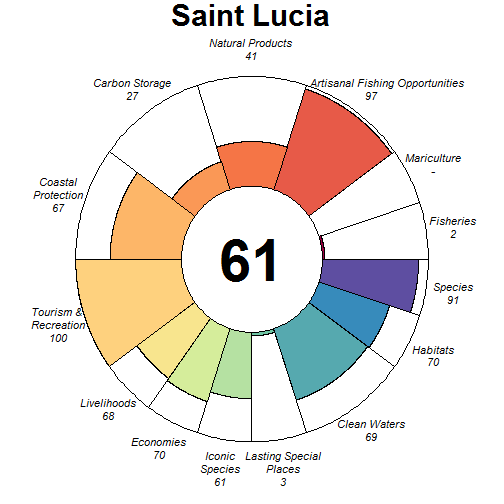 Saint Lucia
Natural Products
41
Carbon Storage
27
Artisanal Fishing Opportunities
97
Mariculture
-
Coastal
Protection
67
Fisheries
2
61
Species
91
Tourism &
Recreation
100
Habitats
70
Livelihoods
68
Clean Waters
69
Economies
70
Iconic
Species
61
Lasting Special
Places
3